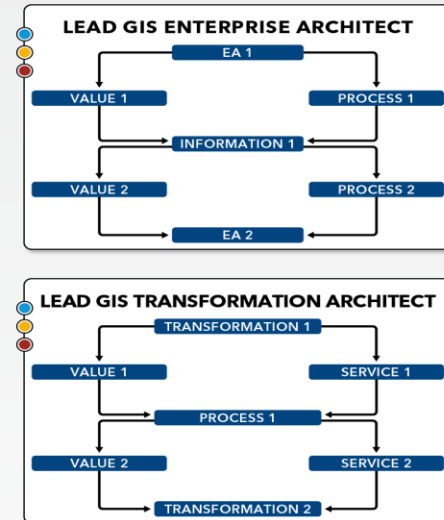 LEAD GIS ENTERPRISE ARCHITECT
EA 1
VALUE 1 PROCESS 1
INFORMATION 1
VALUE 2 PROCESS 2
EA 2
LEAD GIS TRANSFORMATION ARCHITECT
TRANSFORMATION 1
VALUE 1 SERVICE 1
PROCESS 1
VALUE 2 SERVICE 2
TRANSFORMATION 2